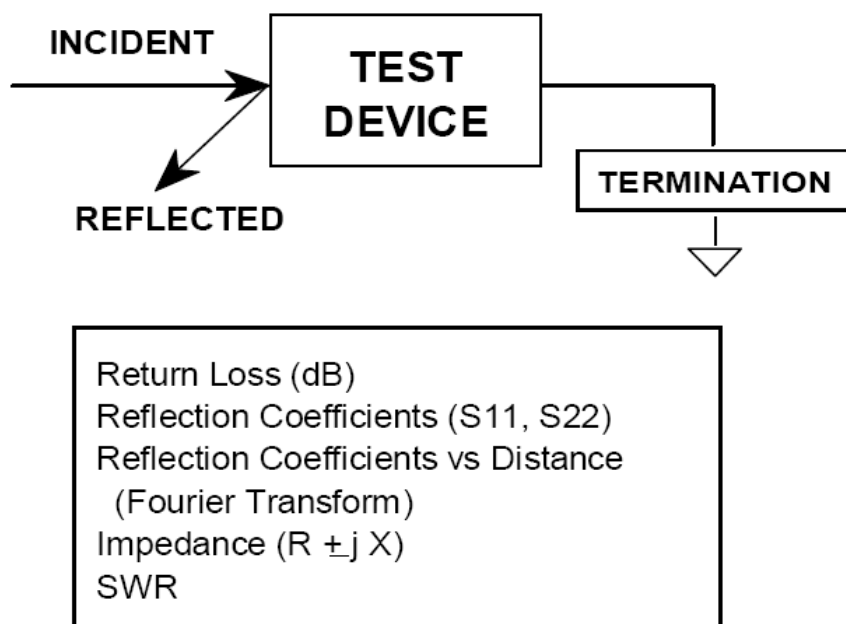 INCIDENT
TEST
DEVICE
REFLECTED
TERMINATION
Return Loss (dB)
Reflection Coefficients (S11, S22)
Reflection Coefficients vs Distance
(Fourier Transform)
Impedance (R ± j X)
SWR